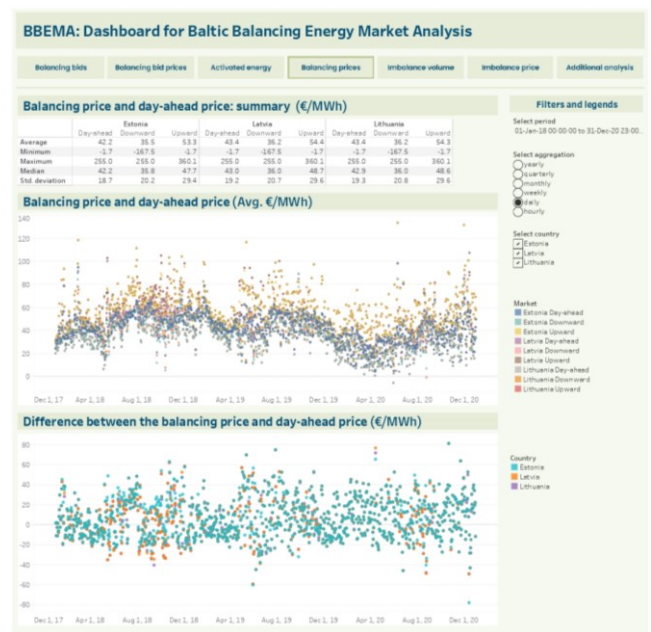 BBEMA: Dashboard for Baltic Balancing Energy Market Analysis
Balancing bids Balancing bid prices Activated energy Balancing prices Imbalance volume Imbalance price Additional analysis
Balancing price and day-ahead price: summary (€/MWh)
Estonia Latvia Lithuania
Day-ahead Downward Upward Day-ahead Downward Upward Day-ahead Downward Upward
Average 42.2 35.5 53.3 43.4 36.2 54.4 43.4 36.2 54.3
Minimum -1.7 -167.5 -1.7 -1.7 -167.5 -1.7 -1.7 -167.5 -1.7
Maximum 255.0 255.0 360.1 255.0 255.0 360.1 255.0 255.0 360.1
Median 42.2 35.8 47.7 43.0 36.0 48.7 42.9 36.0 48.6
Std. deviation 18.7 20.2 29.4 19.2 20.7 29.6 19.3 20.8 29.6
Balancing price and day-ahead price (Avg. €/MWh)
140
120
100
80
60
40
20
0
Dec 1, 17 Apr 1, 18 Aug 1, 18 Dec 1, 18 Apr 1, 19 Aug 1, 19 Dec 1, 19 Apr 1, 20 Aug 1, 20 Dec 1, 20
Difference between the balancing price and day-ahead price (€/MWh)
80
60
40
20
0
-20
-40
-60
-80
Dec 1, 17 Apr 1, 18 Aug 1, 18 Dec 1, 18 Apr 1, 19 Aug 1, 19 Dec 1, 19 Apr 1, 20 Aug 1, 20 Dec 1, 20
Filters and legends
Select period
01-Jan-18 00:00:00 to 31-Dec-20 23:00..
Select aggregation
yearly
quarterly
monthly
weekly
daily
hourly
Select country
Estonia
Latvia
Lithuania
Market
Estonia Day-ahead
Estonia Downward
Estonia Upward
Latvia Day-ahead
Latvia Downward
Latvia Upward
Lithuania Day-ahead
Lithuania Downward
Lithuania Upward
Country
Estonia
Latvia
Lithuania